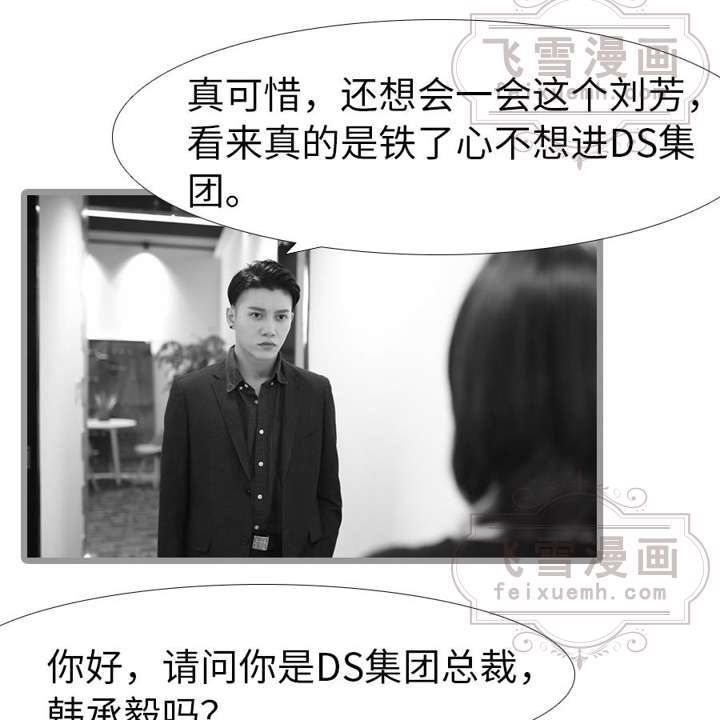 飞雪漫画
feixuemh.com
真可惜，还想会一会这个刘芳，
看来真的是铁了心不想进DS集
团。
飞雪漫画
feixuemh.com
你好，请问你是DS集团总裁，
韩承毅吗？